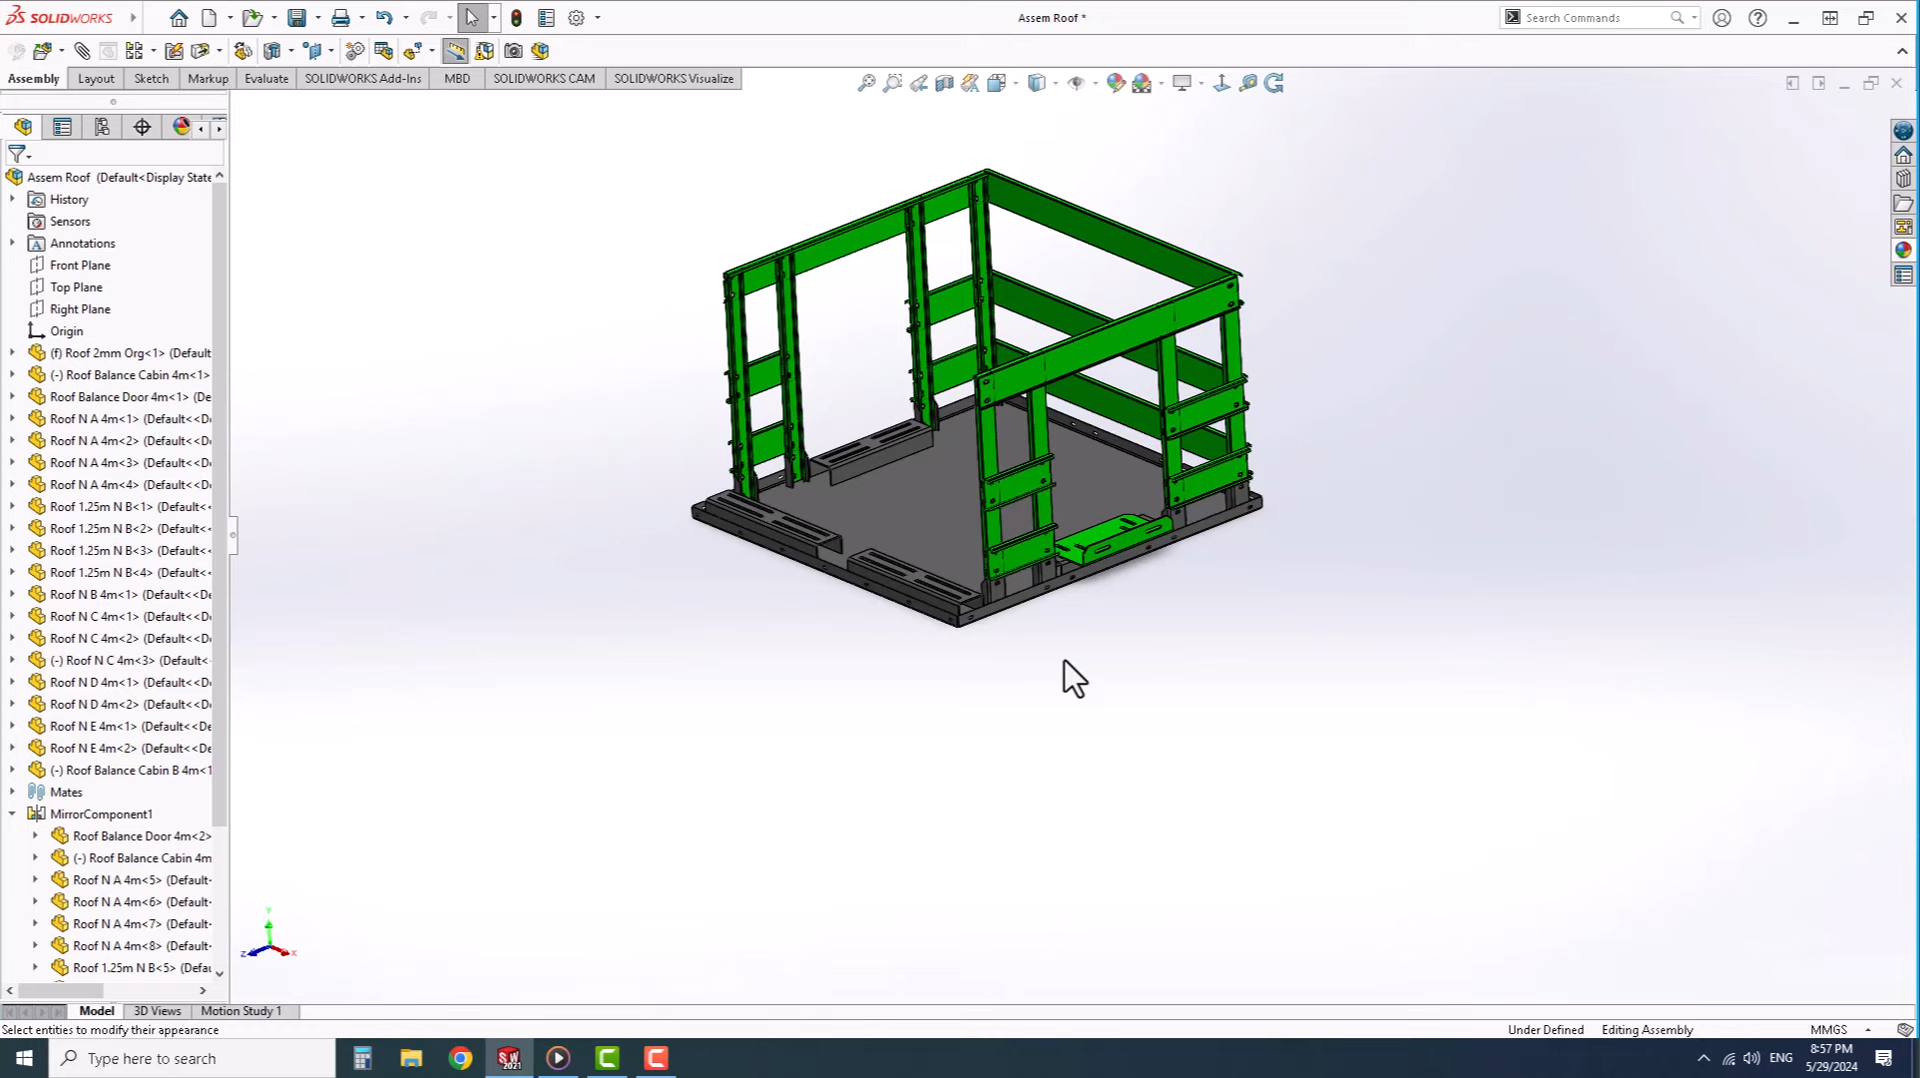 SOLIDWORKS
Assem Roof *
Search Commands
Assembly
Layout
Sketch
Markup
Evaluate
SOLIDWORKS Add-Ins
MBD
SOLIDWORKS CAM
SOLIDWORKS Visualize
Assem Roof (Default<Display State
History
Sensors
A Annotations
Front Plane
Top Plane
Right Plane
Origin
(f) Roof 2mm Org<1> (Default
(-) Roof Balance Cabin 4m<1>
Roof Balance Door 4m<1> (De
Roof N A 4m<1> (Default<<D
Roof N A 4m<2> (Default<<D
Roof N A 4m<3> (Default<<D
Roof N A 4m<4> (Default<<D
Roof 1.25m N B<1> (Default<
Roof 1.25m N B<2> (Default<
Roof 1.25m N B<3> (Default<
Roof 1.25m N B<4> (Default<
Roof N B 4m<1> (Default<<De
Roof N C 4m<1> (Default<<D
Roof N C 4m<2> (Default<<D
(-) Roof N C 4m<3> (Default<
Roof N D 4m<1> (Default<<D
Roof N D 4m<2> (Default<<D
Roof N E 4m<1> (Default<<De
Roof N E 4m<2> (Default<<De
(-) Roof Balance Cabin B 4m<1
Mates
MirrorComponent1
Roof Balance Door 4m<2>
(-) Roof Balance Cabin 4m
Roof N A 4m<5> (Default
Roof N A 4m<6> (Default
Roof N A 4m<7> (Default
Roof N A 4m<8> (Default
Roof 1.25m N B<5> (Defau
Y
Z
X
Model
3D Views
Motion Study 1
Select entities to modify their appearance
Under Defined
Editing Assembly
MMGS
Type here to search
SW
2021
ENG
8:57 PM
5/29/2024